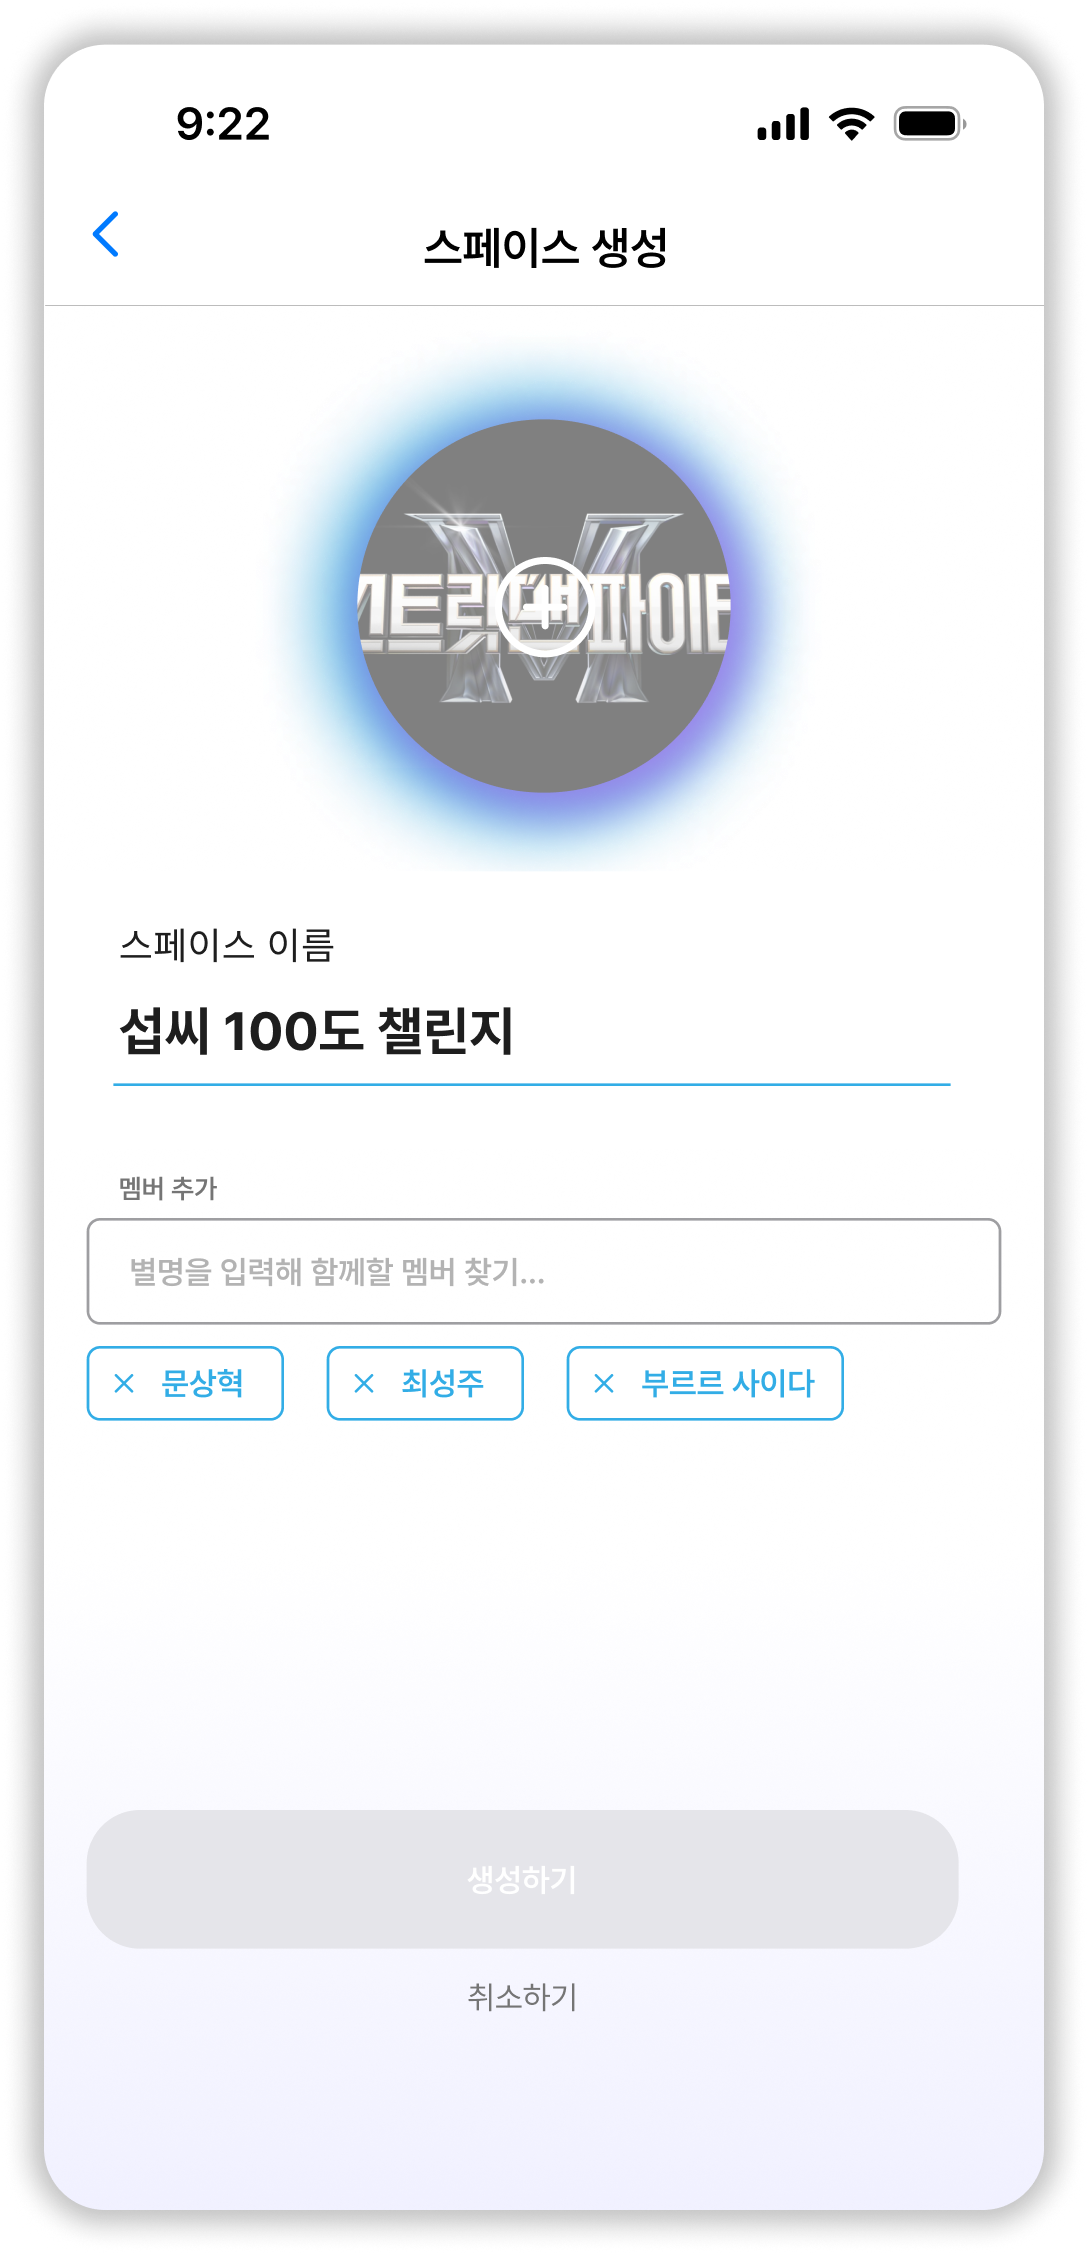 9:22
스페이스 생성
스트릿맨파이터
M
스페이스 이름
섭씨 100도 챌린지
멤버 추가
별명을 입력해 함께할 멤버 찾기...
× 문상혁 × 최성주 × 부르르 사이다
생성하기
취소하기